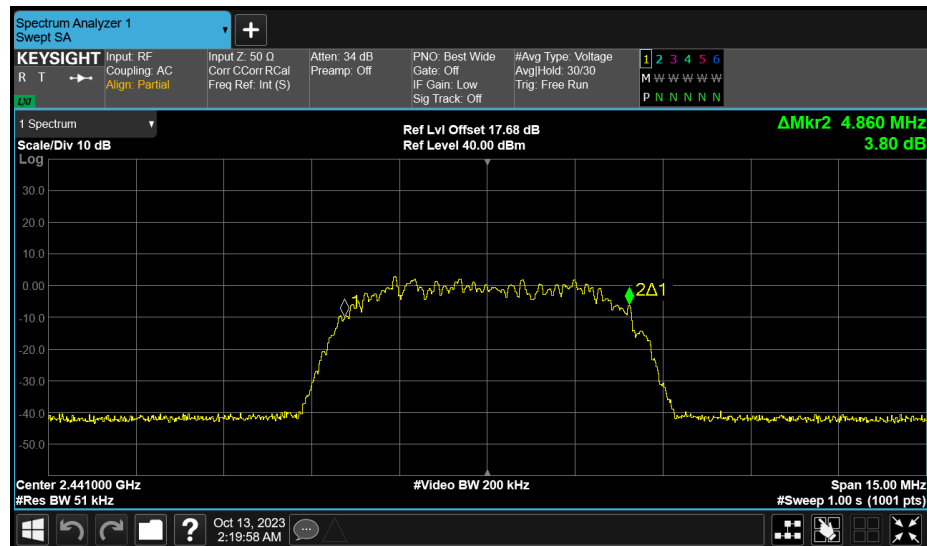 Spectrum Analyzer 1
Swept SA
+
KEYSIGHT
R T
LXI
Input: RF
Coupling: AC
Align: Partial
Input Z: 50 Ω
Corr CCorr RCal
Freq Ref: Int (S)
Atten: 34 dB
Preamp: Off
PNO: Best Wide
Gate: Off
IF Gain: Low
Sig Track: Off
#Avg Type: Voltage
Avg|Hold: 30/30
Trig: Free Run
1 2 3 4 5 6
M W W W W W
P N N N N N
1 Spectrum
Scale/Div 10 dB
Log
Ref Lvl Offset 17.68 dB
Ref Level 40.00 dBm
ΔMkr2 4.860 MHz
3.80 dB
30.0
20.0
10.0
0.00
-10.0
-20.0
-30.0
-40.0
-50.0
1
2Δ1
Center 2.441000 GHz
#Res BW 51 kHz
#Video BW 200 kHz
Span 15.00 MHz
#Sweep 1.00 s (1001 pts)
?
Oct 13, 2023
2:19:58 AM